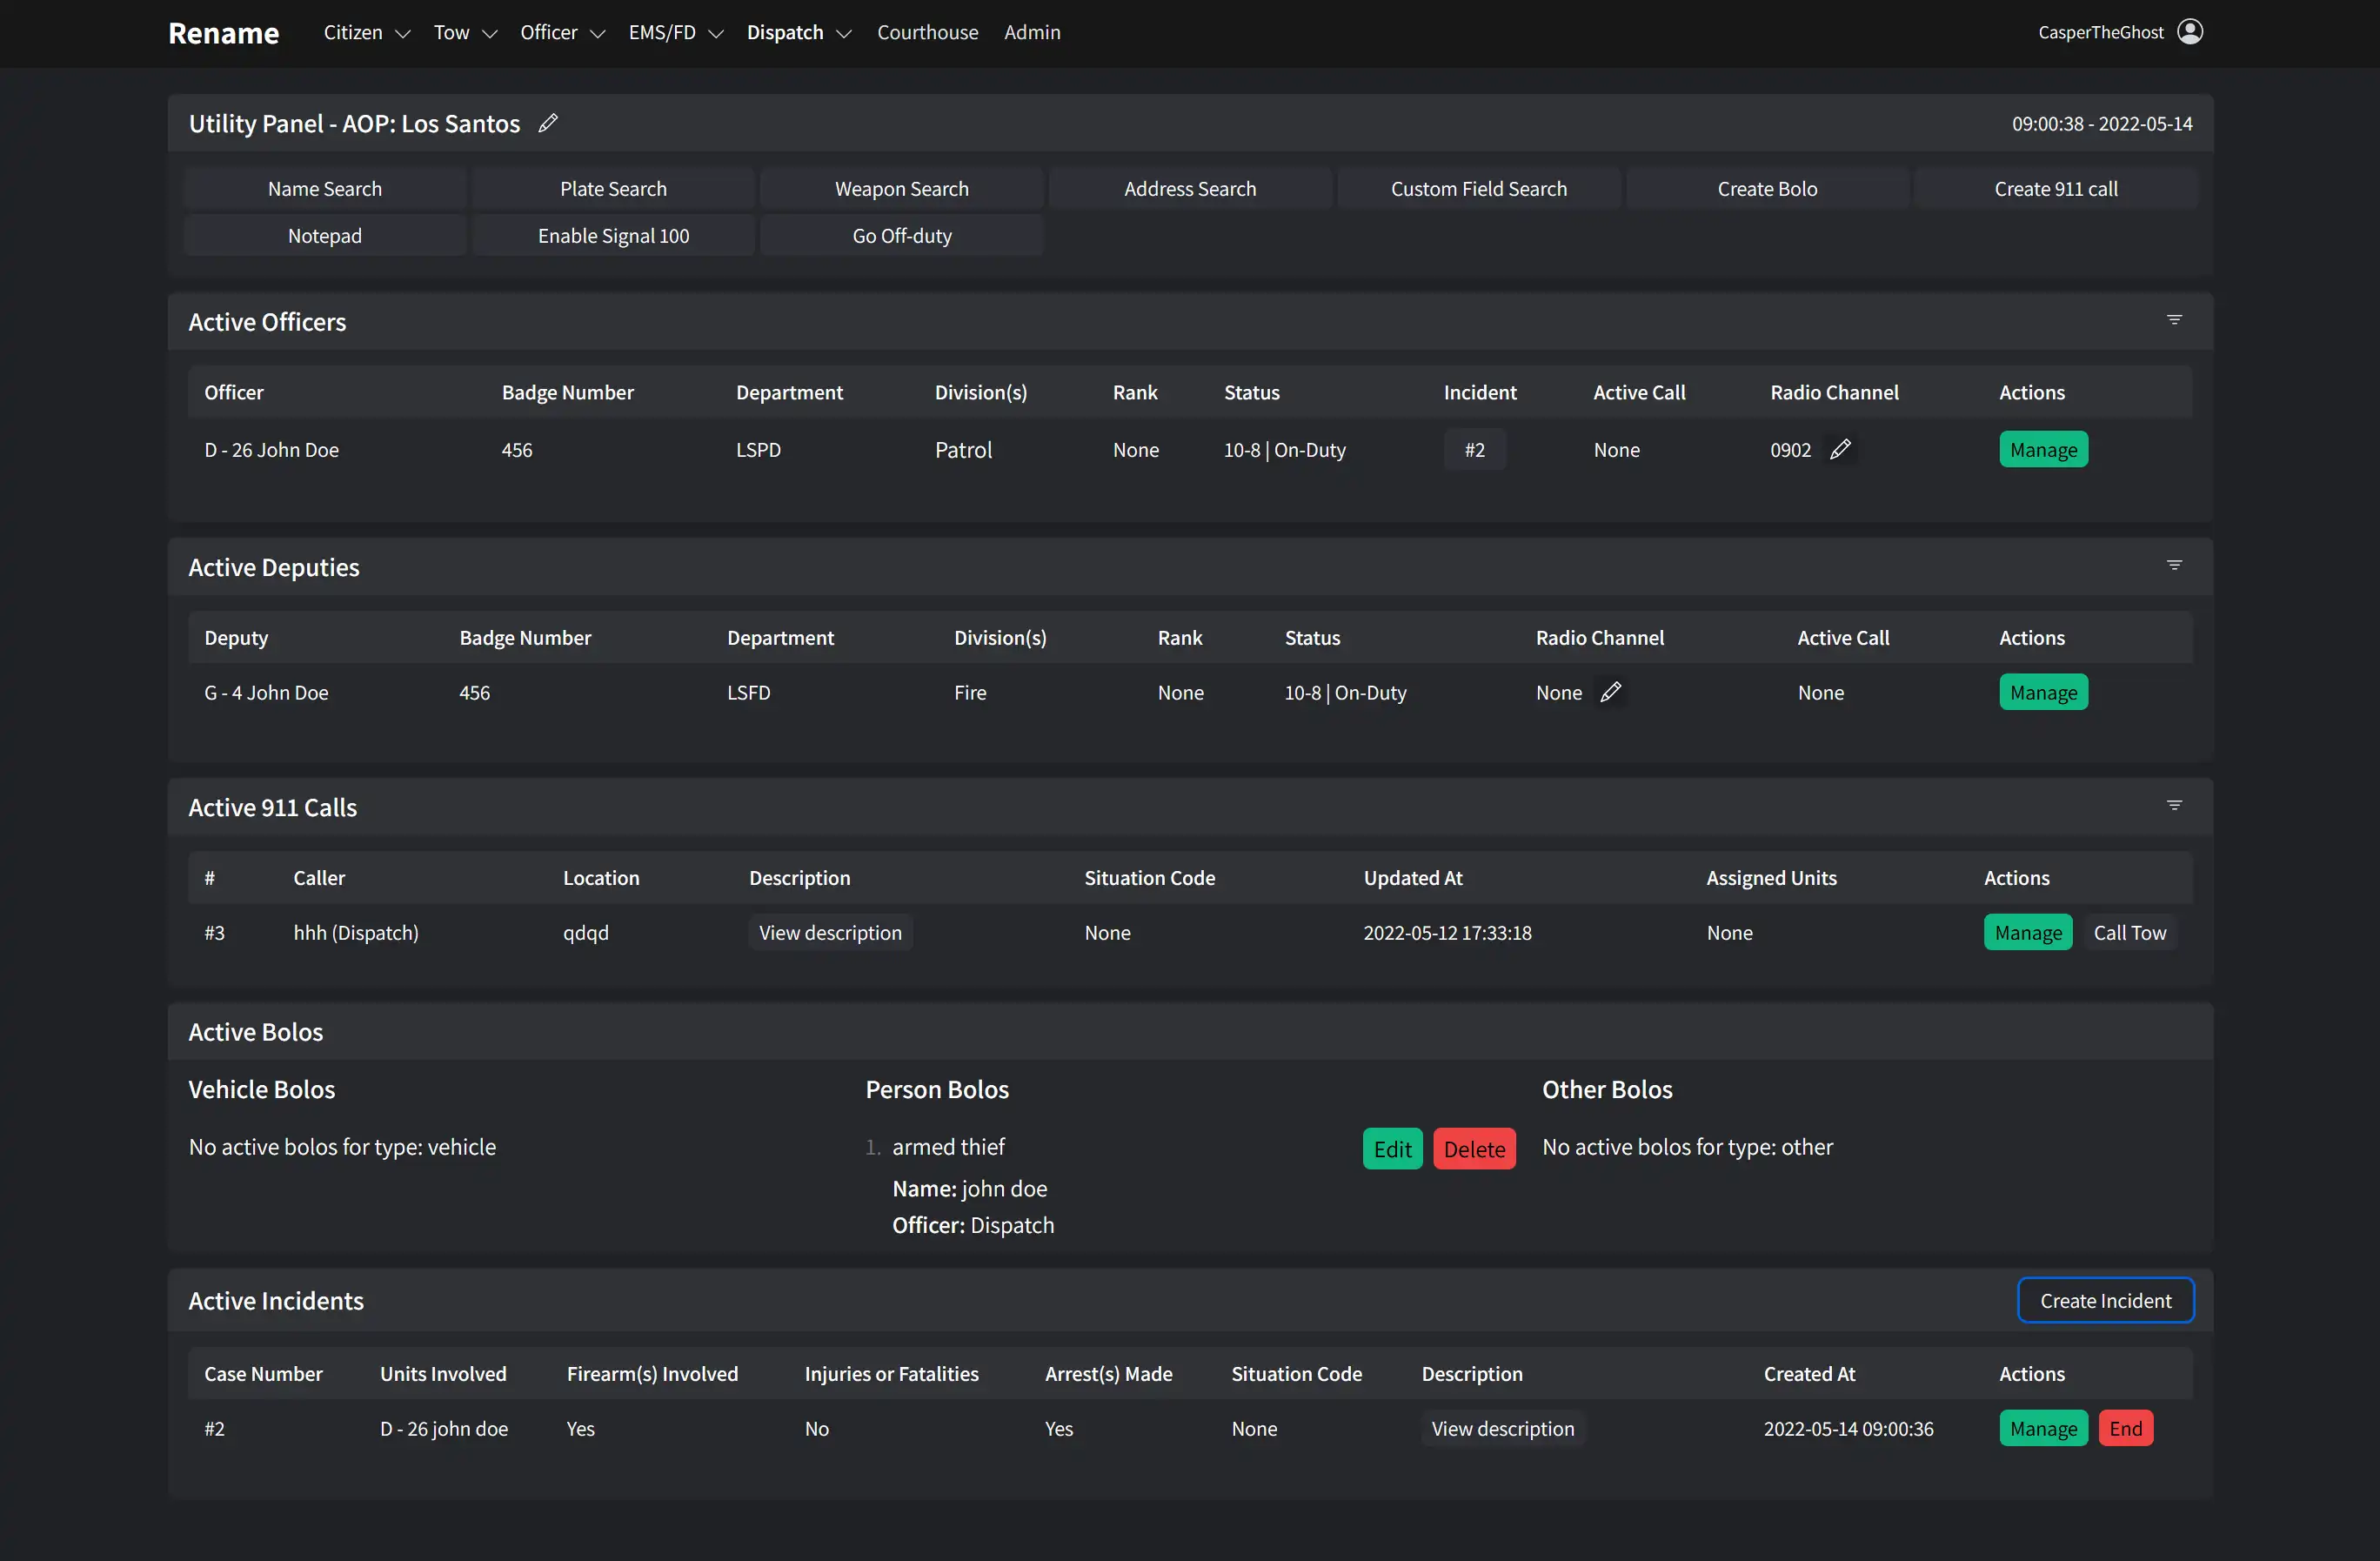 Rename Citizen Tow Officer EMS/FD Dispatch Courthouse Admin CasperTheGhost
Utility Panel - AOP: Los Santos 09:00:38 - 2022-05-14
Name Search Plate Search Weapon Search Address Search Custom Field Search Create Bolo Create 911 call
Notepad Enable Signal 100 Go Off-duty
Active Officers
Officer Badge Number Department Division(s) Rank Status Incident Active Call Radio Channel Actions
D - 26 John Doe 456 LSPD Patrol None 10-8 | On-Duty #2 None 0902 Manage
Active Deputies
Deputy Badge Number Department Division(s) Rank Status Radio Channel Active Call Actions
G - 4 John Doe 456 LSFD Fire None 10-8 | On-Duty None None Manage
Active 911 Calls
# Caller Location Description Situation Code Updated At Assigned Units Actions
#3 hhh (Dispatch) qdqd View description None 2022-05-12 17:33:18 None Manage Call Tow
Active Bolos
Vehicle Bolos Person Bolos Other Bolos
No active bolos for type: vehicle 1. armed thief Edit Delete No active bolos for type: other
Name: john doe
Officer: Dispatch
Active Incidents Create Incident
Case Number Units Involved Firearm(s) Involved Injuries or Fatalities Arrest(s) Made Situation Code Description Created At Actions
#2 D - 26 john doe Yes No Yes None View description 2022-05-14 09:00:36 Manage End